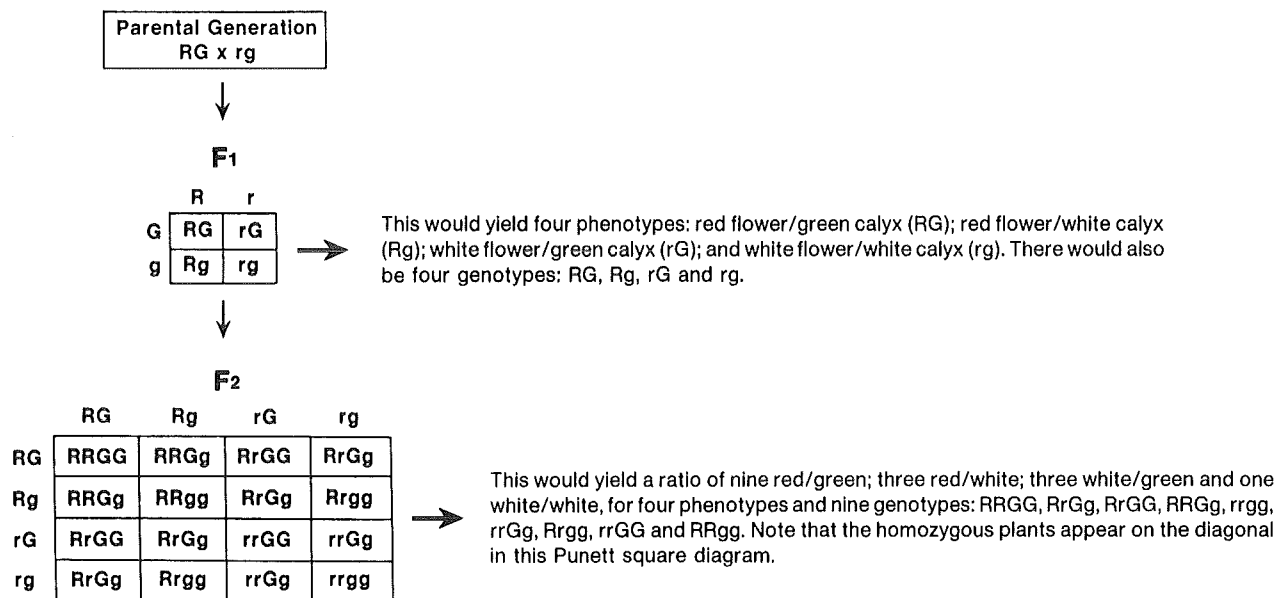 Parental Generation
RG x rg
F1
R r
G RG rG
g Rg rg
This would yield four phenotypes: red flower/green calyx (RG); red flower/white calyx
(Rg); white flower/green calyx (rG); and white flower/white calyx (rg). There would also
be four genotypes: RG, Rg, rG and rg.
F2
RG Rg rG rg
RG RRGG RRGg RrGG RrGg
Rg RRGg RRgg RrGg Rrgg
rG RrGG RrGg rrGG rrGg
rg RrGg Rrgg rrGg rrgg
This would yield a ratio of nine red/green; three red/white; three white/green and one
white/white, for four phenotypes and nine genotypes: RRGG, RrGg, RrGG, RRGg, rrgg,
rrGg, Rrgg, rrGG and RRgg. Note that the homozygous plants appear on the diagonal
in this Punett square diagram.